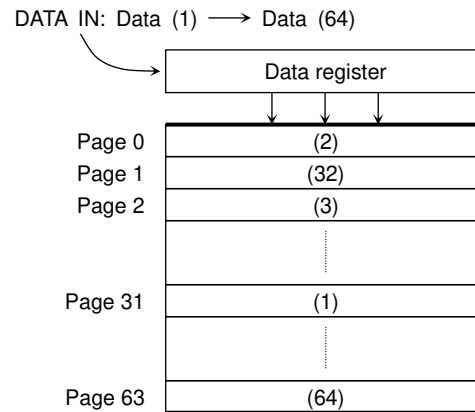 DATA IN: Data (1) ⟶ Data (64)
Data register
Page 0 (2)
Page 1 (32)
Page 2 (3)
Page 31 (1)
Page 63 (64)